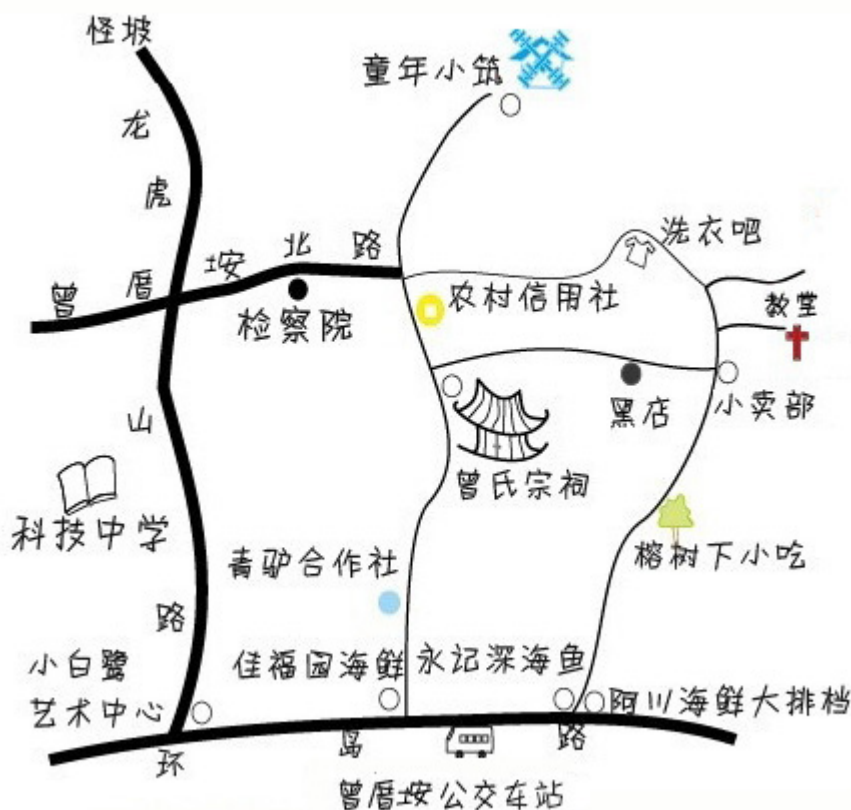 怪坡
童年小筑
龙虎山路
曾厝垵北路
洗衣吧
农村信用社
教堂
检察院
黑店
小卖部
曾氏宗祠
科技中学
青驴合作社
榕树下小吃
小白鹭
艺术中心
佳福园海鲜
永记深海鱼
阿川海鲜大排档
环岛路
曾厝垵公交车站